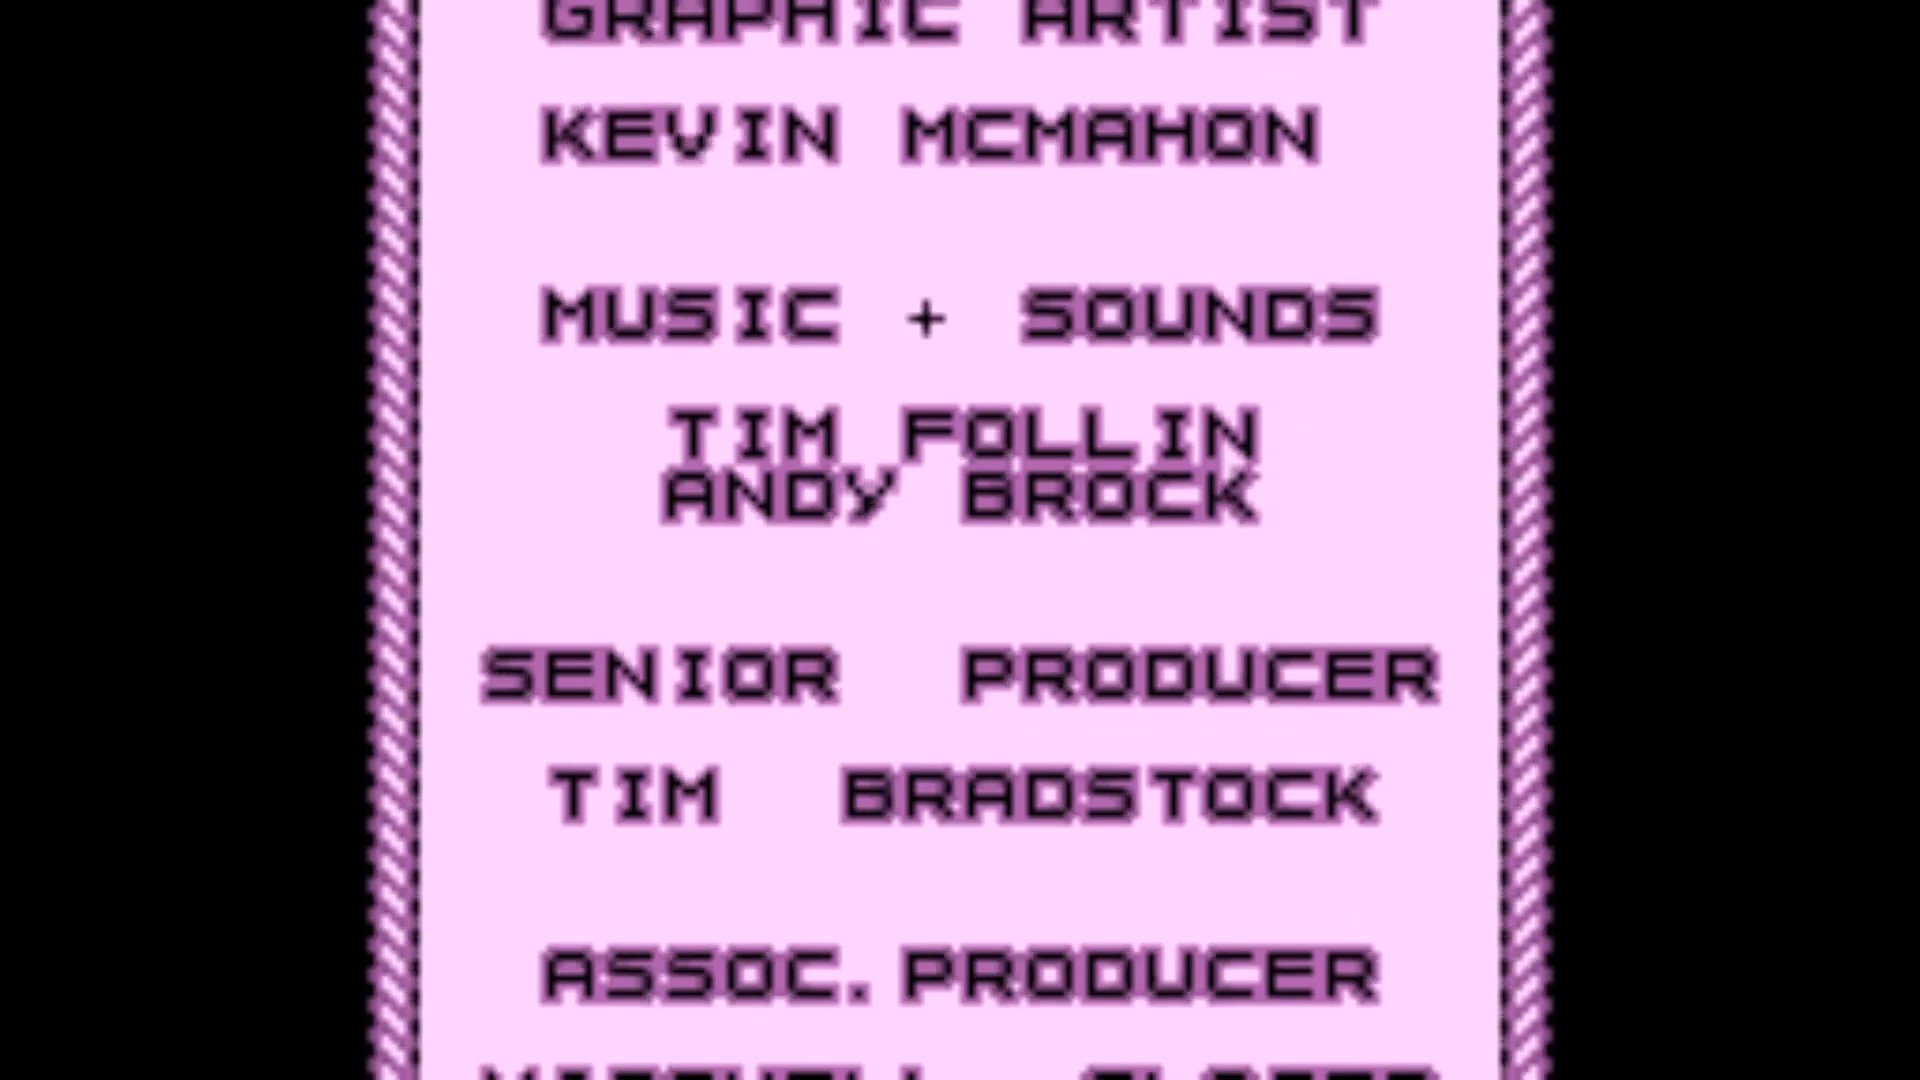 GRAPHIC ARTIST
KEVIN MCMAHON
MUSIC + SOUNDS
TIM FOLLIN
ANDY BROCK
SENIOR PRODUCER
TIM BRADSTOCK
ASSOC. PRODUCER